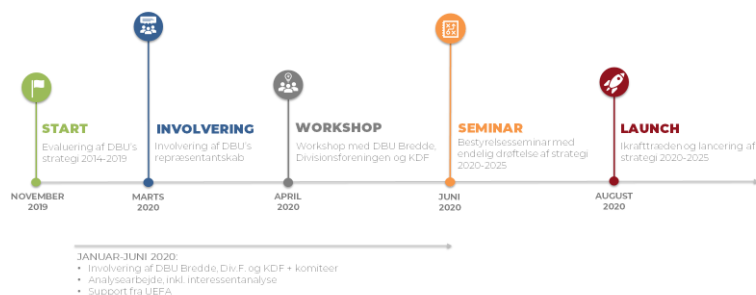 START
Evaluering af DBU's
strategi 2014-2019
NOVEMBER
2019
INVOLVERING
Involvering af DBU's
repræsentantskab
MARTS
2020
WORKSHOP
Workshop med DBU Bredde,
Divisionsforeningen og KDF
APRIL
2020
SEMINAR
Bestyrelsesseminar med
endelig drøftelse af strategi
2020-2025
JUNI
2020
LAUNCH
Ikrafttræden og lancering af
strategi 2020-2025
AUGUST
2020
JANUAR-JUNI 2020:
• Involvering af DBU Bredde, Div.F. og KDF + komiteer
• Analysearbejde, inkl. interessentanalyse
• Support fra UEFA